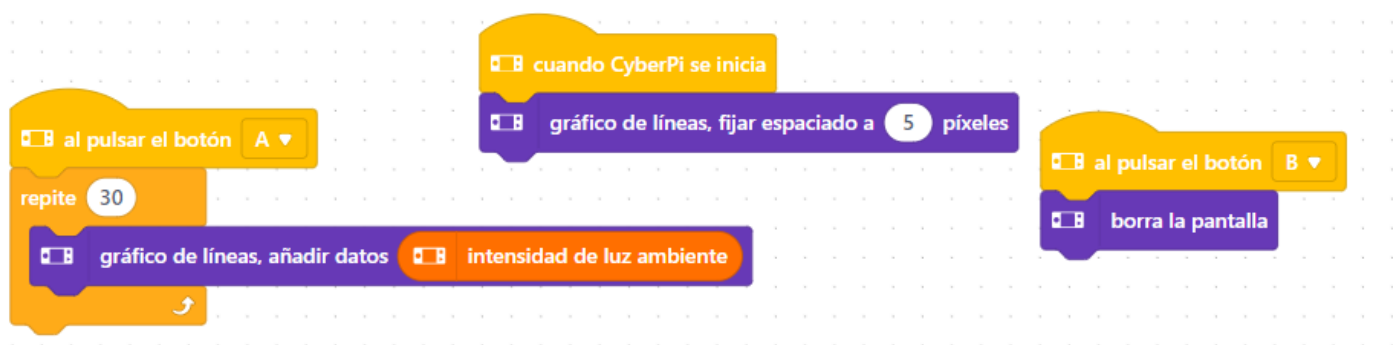 al pulsar el botón A
repite 30
gráfico de líneas, añadir datos intensidad de luz ambiente
cuando CyberPi se inicia
gráfico de líneas, fijar espaciado a 5 píxeles
al pulsar el botón B
borra la pantalla